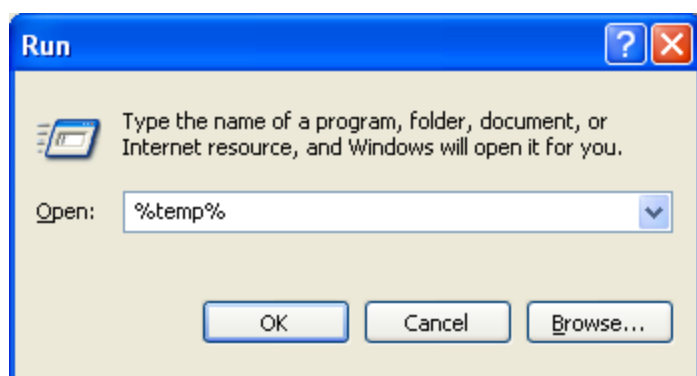 Run
Type the name of a program, folder, document, or
Internet resource, and Windows will open it for you.
Open: %temp%
OK Cancel Browse...